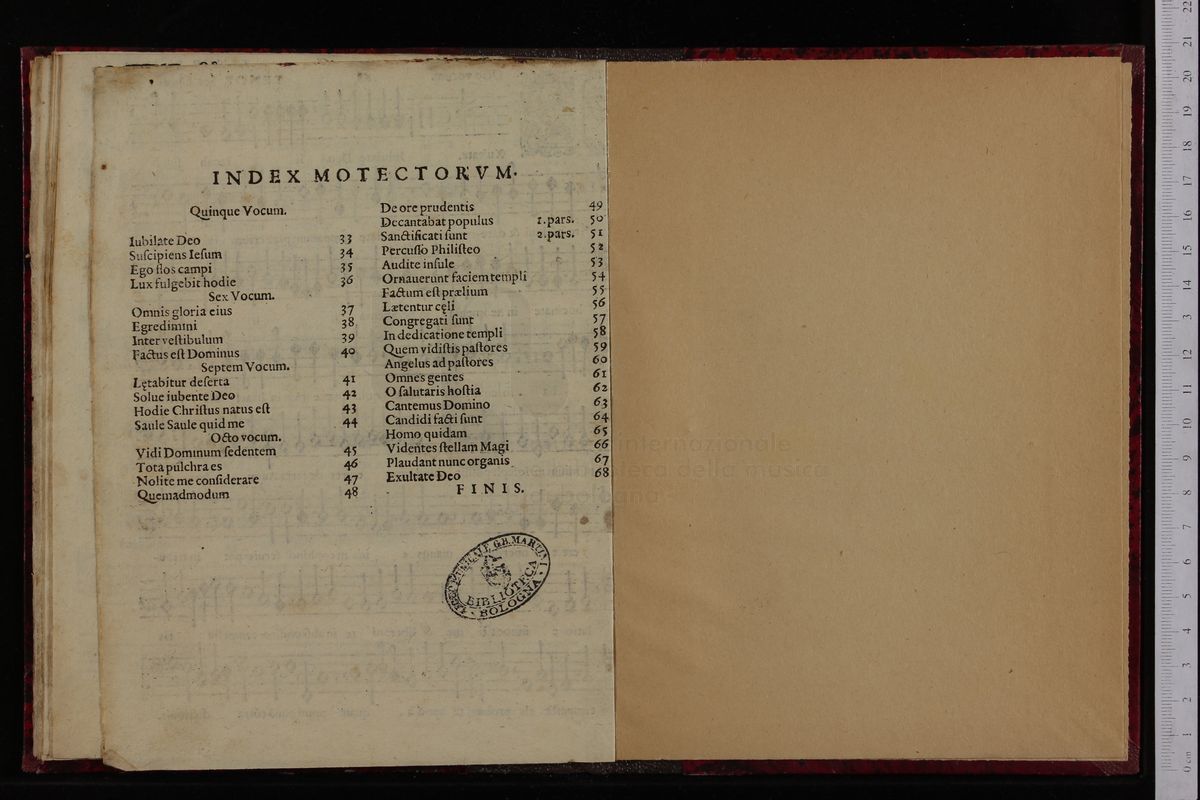 INDEX MOTECTORVM.
Quinque Vocum.
Iubilate Deo 33
Suſcipiens Ieſum 34
Ego flos campi 35
Lux fulgebit hodie 36
Sex Vocum.
Omnis gloria eius 37
Egredimini 38
Inter veſtibulum 39
Factus eſt Dominus 40
Septem Vocum.
Lętabitur deſerta 41
Solue iubente Deo 42
Hodie Chriſtus natus eſt 43
Saule Saule quid me 44
Octo vocum.
Vidi Dominum ſedentem 45
Tota pulchra es 46
Nolite me conſiderare 47
Quemadmodum 48
De ore prudentis 49
Decantabat populus 1.pars. 50
Sanctificati ſunt 2.pars. 51
Percuſſo Philiſteo 52
Audite inſule 53
Ornauerunt faciem templi 54
Factum eſt prælium 55
Lætentur cęli 56
Congregati ſunt 57
In dedicatione templi 58
Quem vidiſtis paſtores 59
Angelus ad paſtores 60
Omnes gentes 61
O ſalutaris hoſtia 62
Cantemus Domino 63
Candidi facti ſunt 64
Homo quidam 65
Videntes ſtellam Magi 66
Plaudant nunc organis 67
Exultate Deo 68
FINIS.
G.B. MARTINI
BIBLIOTECA
BOLOGNA
internazionale
della musica